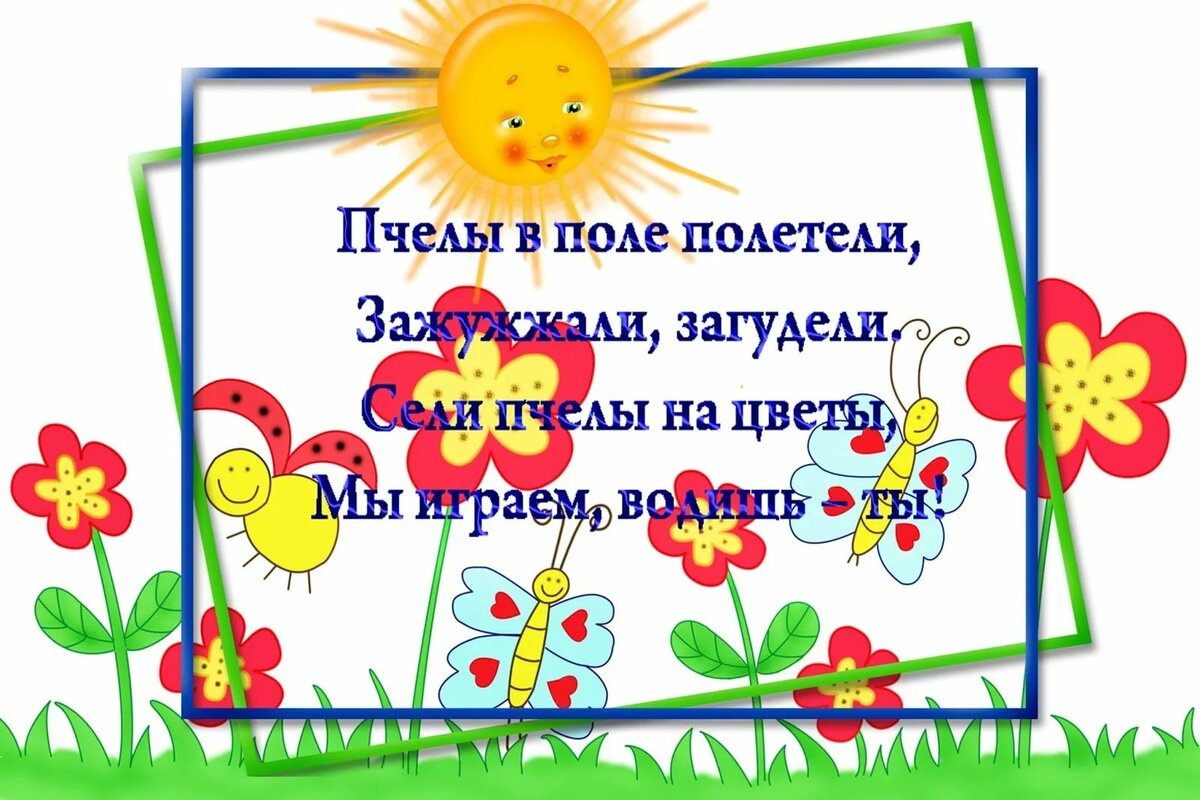 Пчелы в поле полетели,
Зажужжали, загудели.
Сели пчелы на цветы,
Мы играем, водишь – ты!